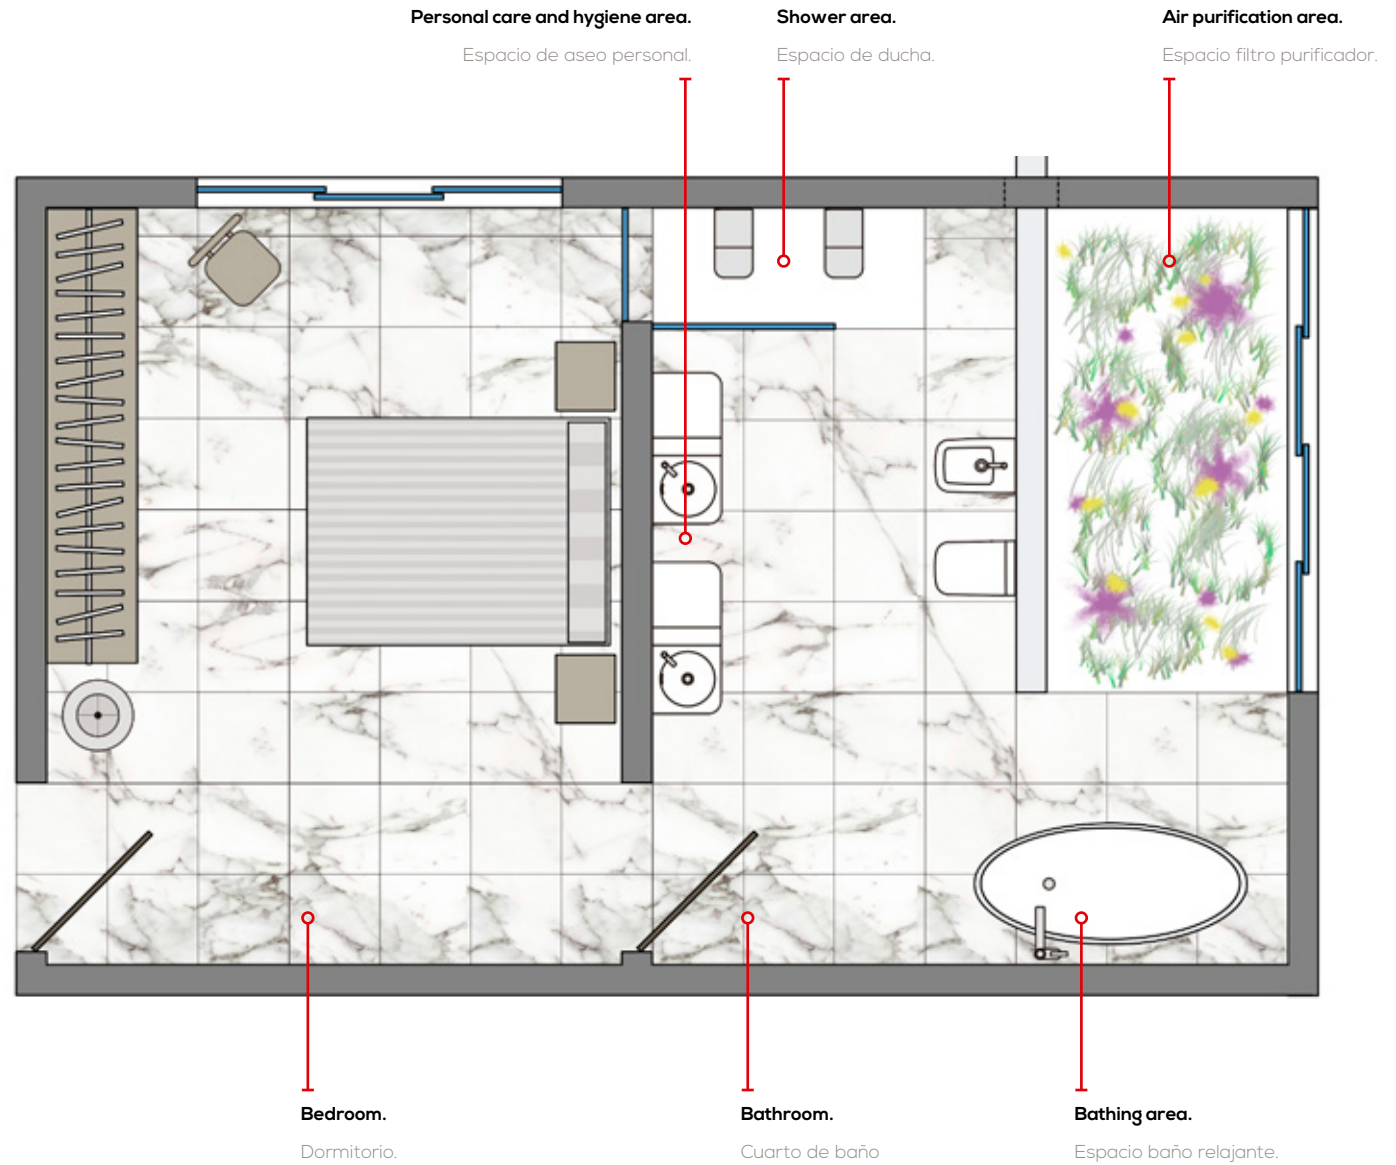 Personal care and hygiene area.
Espacio de aseo personal.
Shower area.
Espacio de ducha.
Air purification area.
Espacio filtro purificador.
Bedroom.
Dormitorio.
Bathroom.
Cuarto de baño
Bathing area.
Espacio baño relajante.